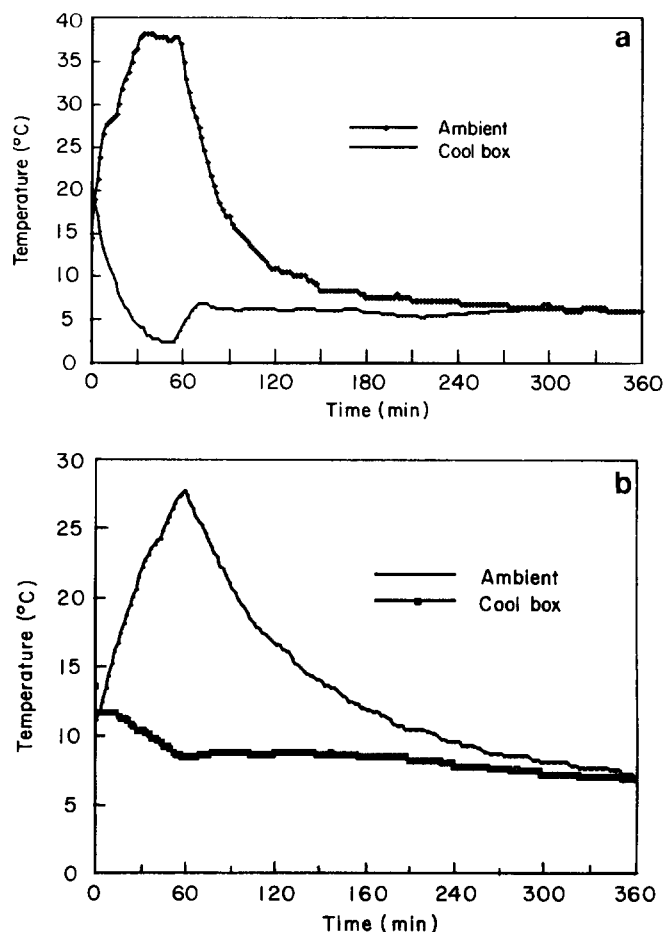 a
40
35
30
25
20
15
10
5
0
Temperature (°C)
Ambient
Cool box
0 60 120 180 240 300 360
Time (min)
b
30
25
20
15
10
5
0
Temperature (°C)
Ambient
Cool box
0 60 120 160 240 300 360
Time (min)